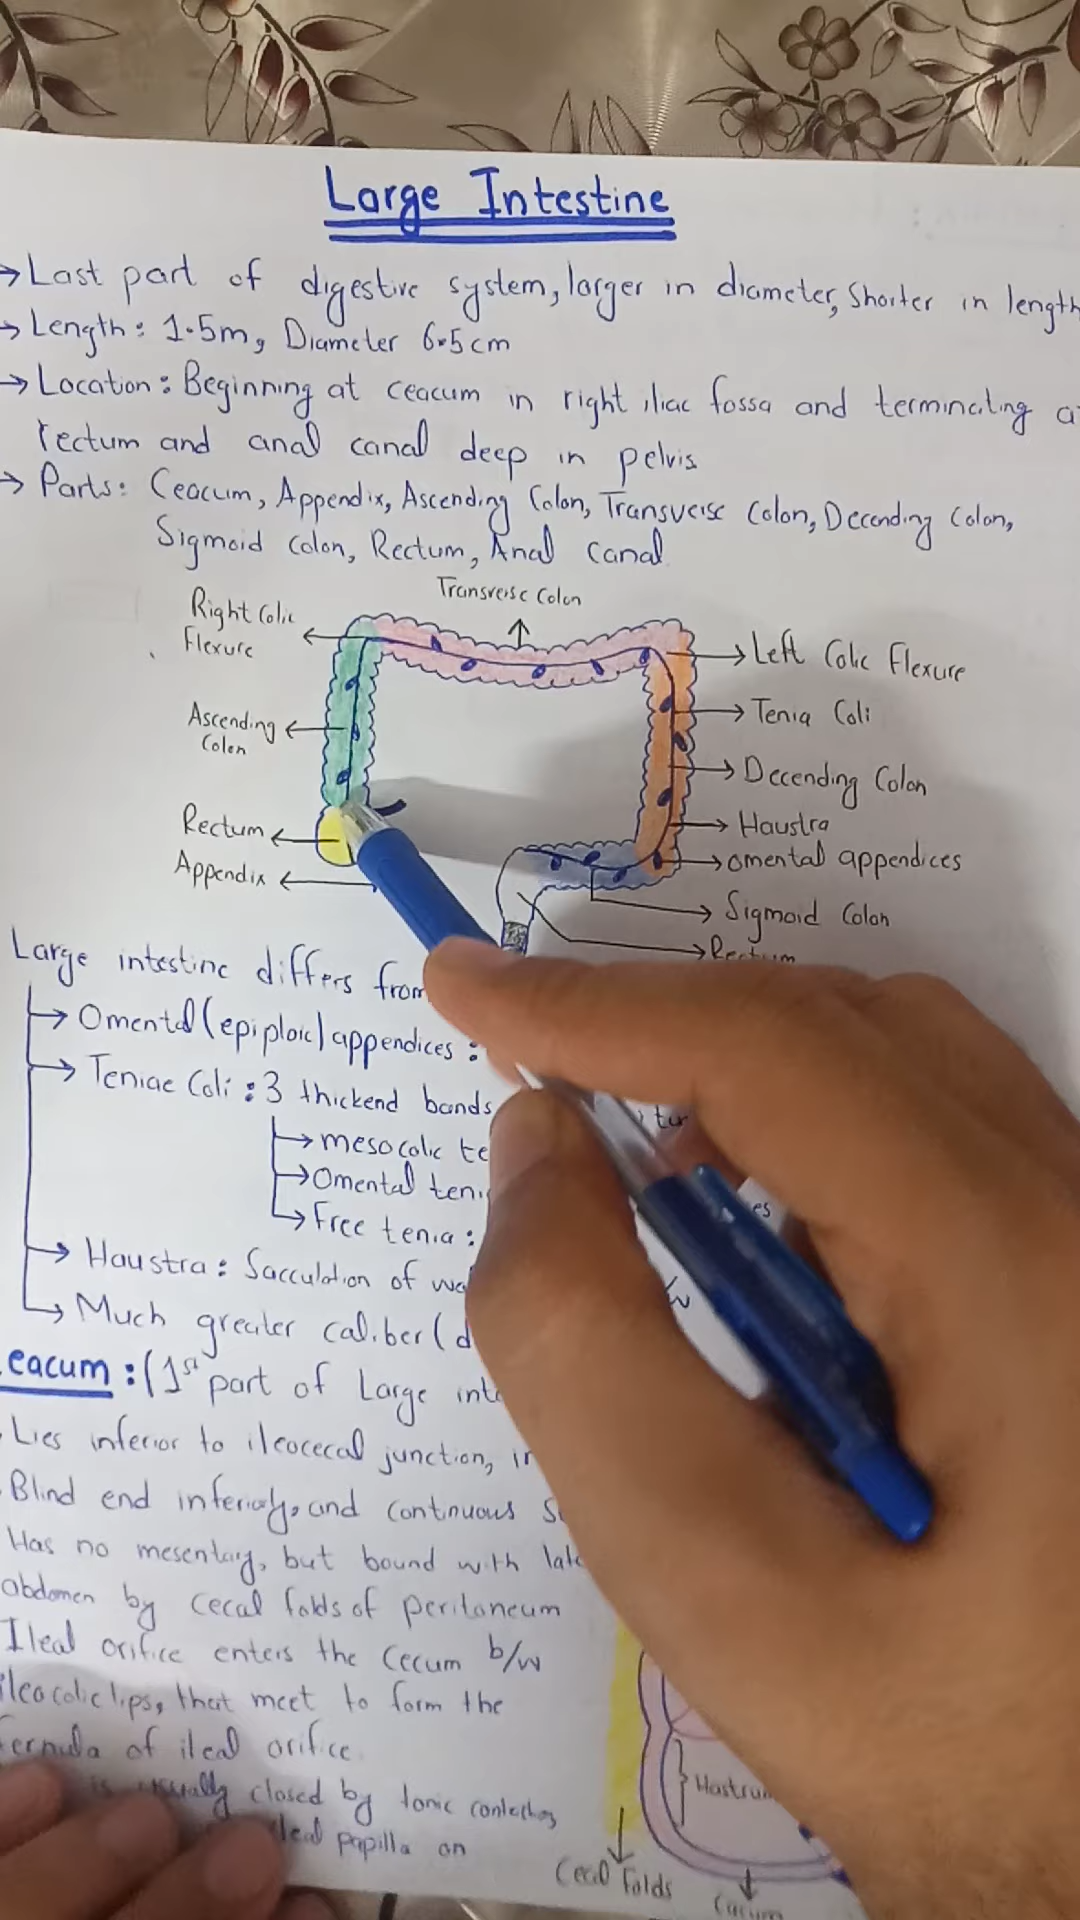 Large Intestine
→Last part of digestive system, larger in diameter, shorter in length
→Length: 1.5m, Diameter 6.5cm
→Location: Beginning at ceacum in right iliac fossa and terminating a
rectum and anal canal deep in pelvis
→Parts: Ceacum, Appendix, Ascending Colon, Transverse Colon, Decending Colon,
Sigmoid Colon, Rectum, Anal canal
Transverse Colon
Right Colic
Flexure
Left Colic Flexure
Tenia Coli
Ascending
Colon
Decending Colon
Haustra
Rectum
omental appendices
Appendix
Sigmoid Colon
Rectum
Large intestine differs from
→Omental (epiploic) appendices:
→Teniae Coli: 3 thickend bands
→mesocolic te
→Omental teni
→Free tenia:
→Haustra: Sacculation of wa
→Much greater caliber (d
eacum: (1st part of Large inte
Lies inferior to ileocecal junction, in
Blind end inferiorly, and continuous S
Has no mesentary, but bound with late
abdomen by cecal folds of peritoneum
Ileal orifice enters the cecum b/w
ileocolic lips, that meet to form the
of ileal orifice.
is usually closed by tonic
ileal papilla on
Hastrum
Cecal Folds
Cacum